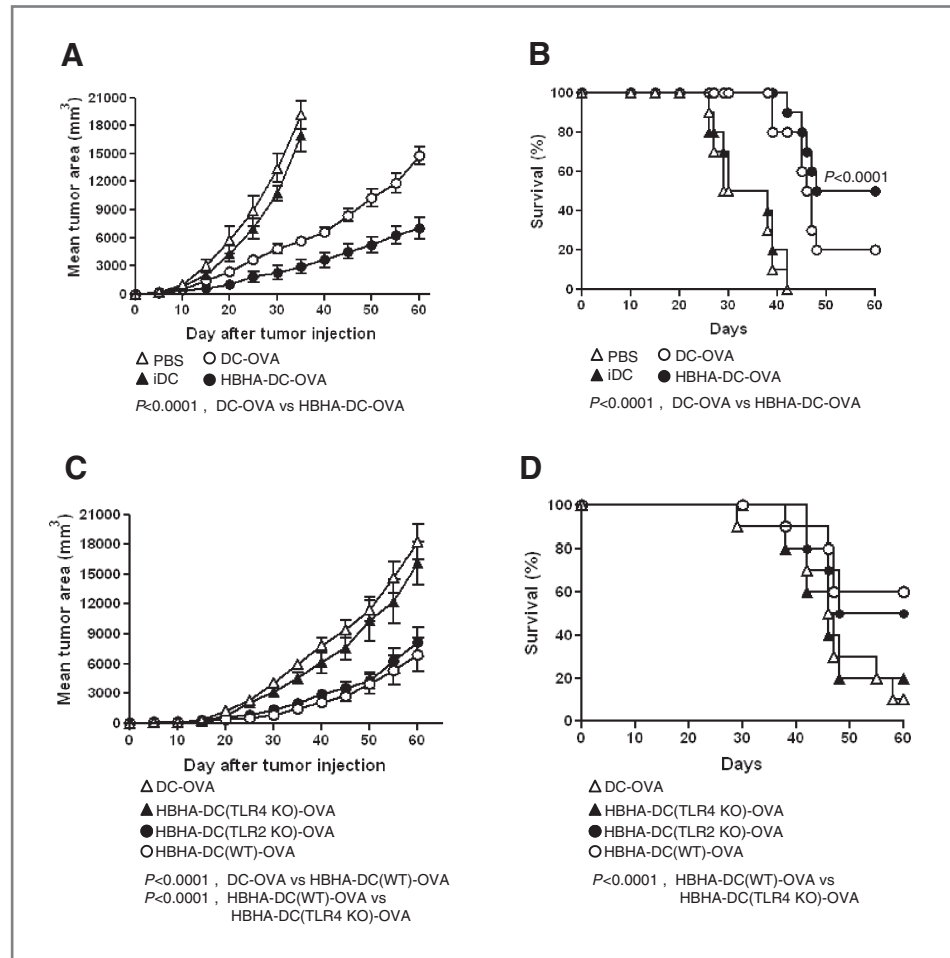 A
Mean tumor area (mm3)
21000
18000
15000
12000
9000
6000
3000
0
0 10 20 30 40 50 60
Day after tumor injection
△ PBS ○ DC-OVA
▲ iDC ● HBHA-DC-OVA
P<0.0001 , DC-OVA vs HBHA-DC-OVA
B
Survival (%)
100
80
60
40
20
0
P<0.0001
0 10 20 30 40 50 60
Days
△ PBS ○ DC-OVA
▲ iDC ● HBHA-DC-OVA
P<0.0001 , DC-OVA vs HBHA-DC-OVA
C
Mean tumor area (mm3)
21000
18000
15000
12000
9000
6000
3000
0
0 10 20 30 40 50 60
Day after tumor injection
△ DC-OVA
▲ HBHA-DC(TLR4 KO)-OVA
● HBHA-DC(TLR2 KO)-OVA
○ HBHA-DC(WT)-OVA
P<0.0001 , DC-OVA vs HBHA-DC(WT)-OVA
P<0.0001 , HBHA-DC(WT)-OVA vs
HBHA-DC(TLR4 KO)-OVA
D
Survival (%)
100
80
60
40
20
0
0 10 20 30 40 50 60
Days
△ DC-OVA
▲ HBHA-DC(TLR4 KO)-OVA
● HBHA-DC(TLR2 KO)-OVA
○ HBHA-DC(WT)-OVA
P<0.0001 , HBHA-DC(WT)-OVA vs
HBHA-DC(TLR4 KO)-OVA